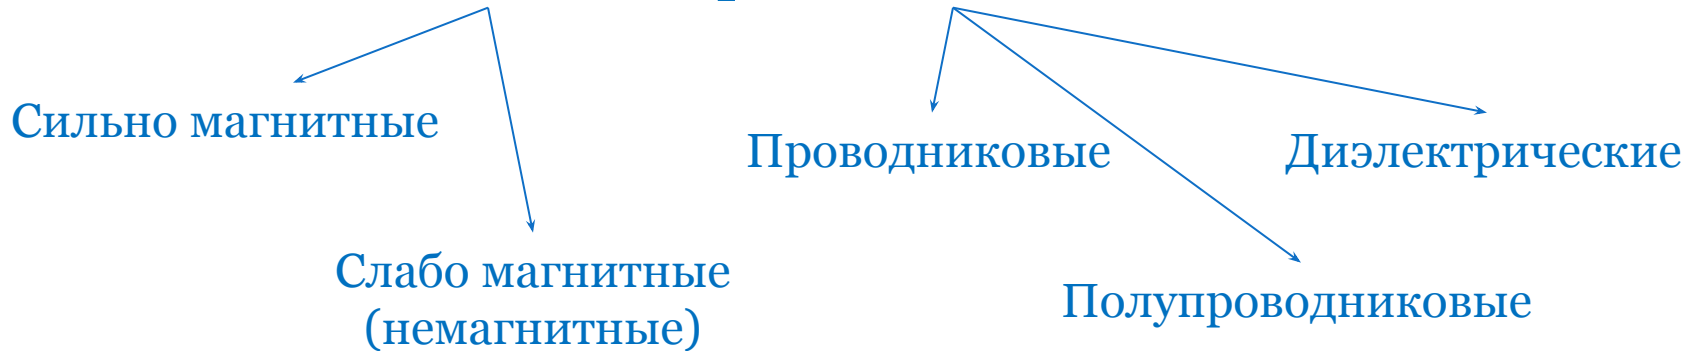 Сильно магнитные
Проводниковые
Диэлектрические
Слабо магнитные
(немагнитные)
Полупроводниковые